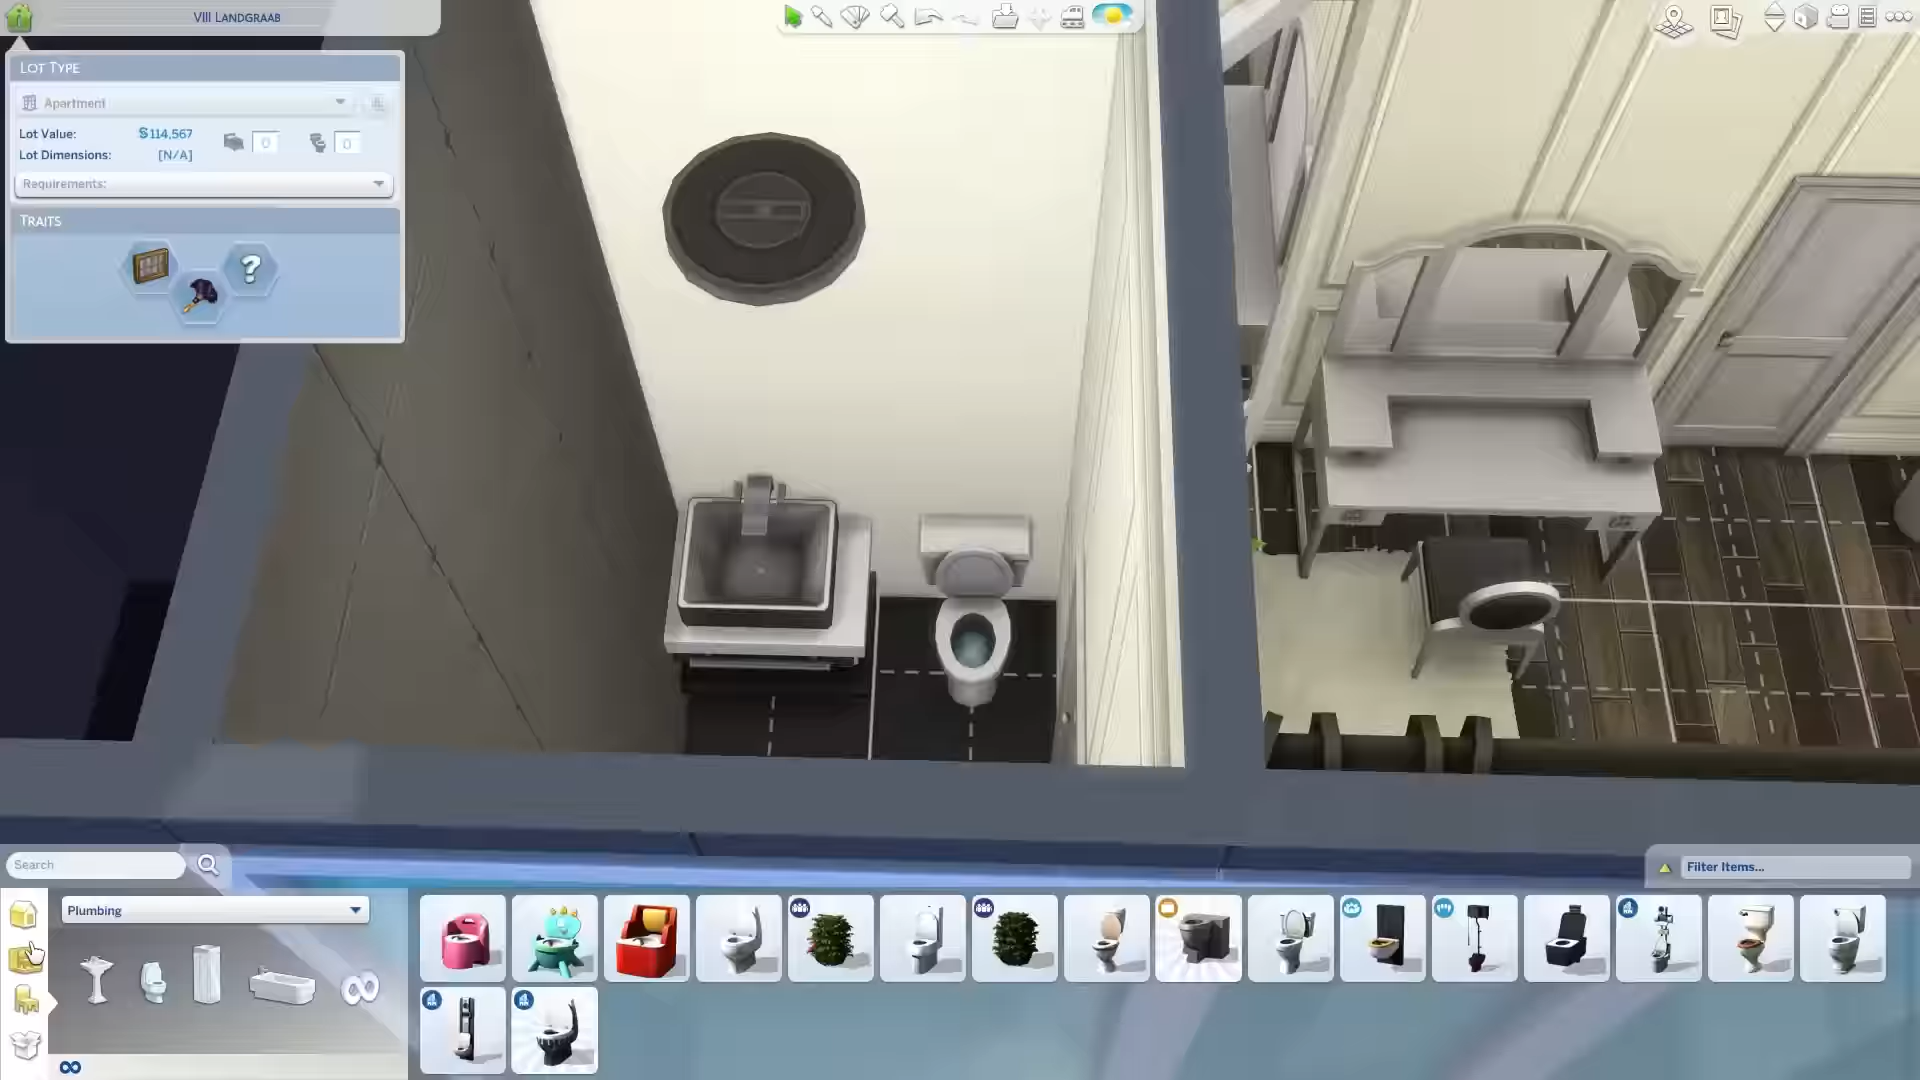 VIII LANDGRAAB
LOT TYPE
Apartment
Lot Value: §114,567
0
0
Lot Dimensions: [N/A]
Requirements:
TRAITS
Search
Filter Items...
Plumbing